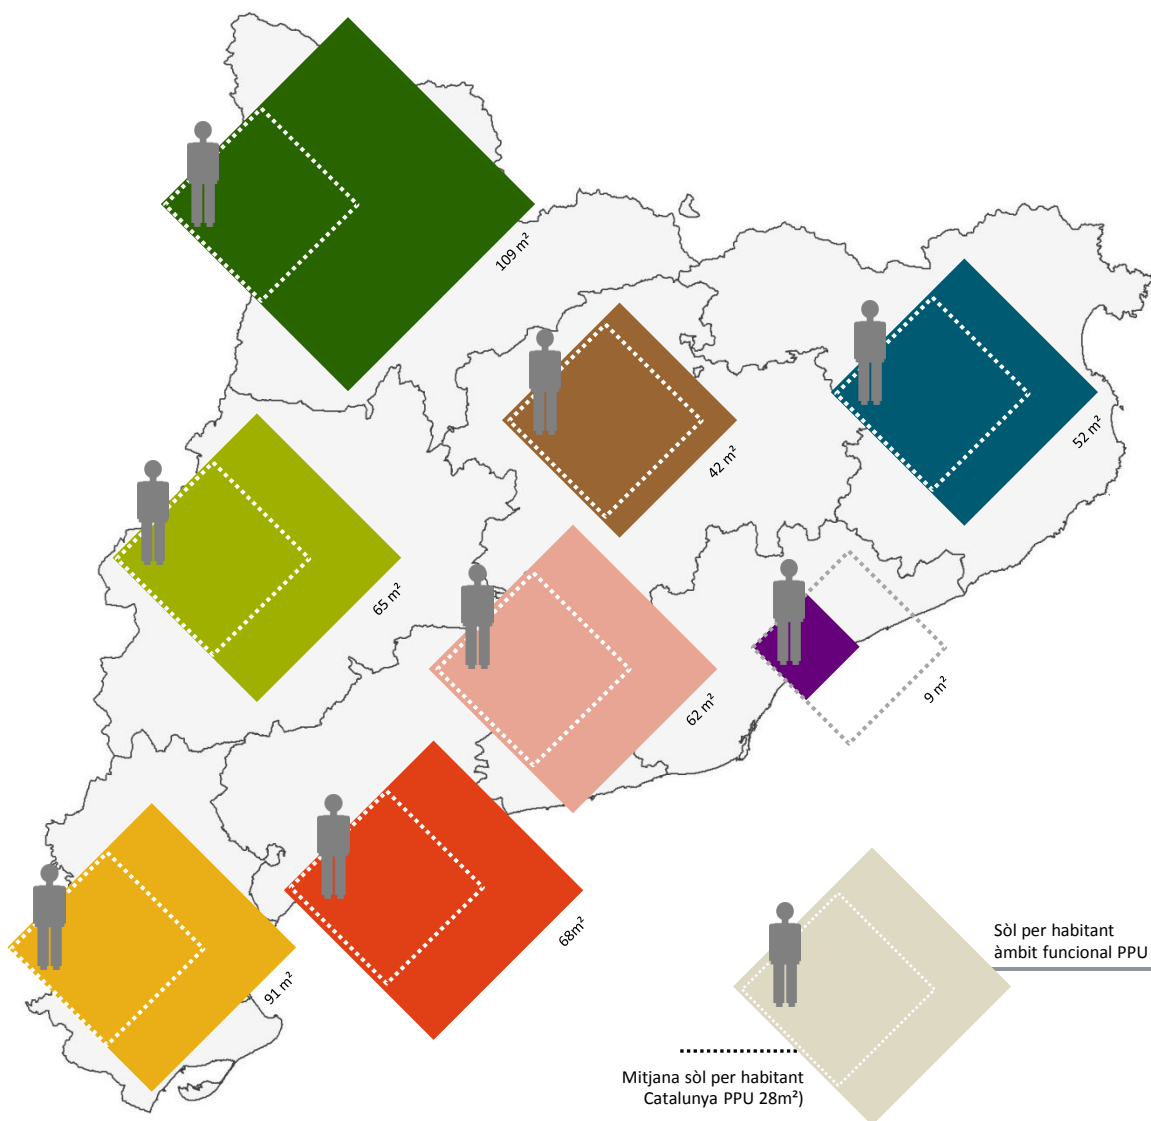 109 m²
42 m²
52 m²
65 m²
62 m²
9 m²
91 m²
68m²
Sòl per habitant
àmbit funcional PPU
Mitjana sòl per habitant
Catalunya PPU 28m²)